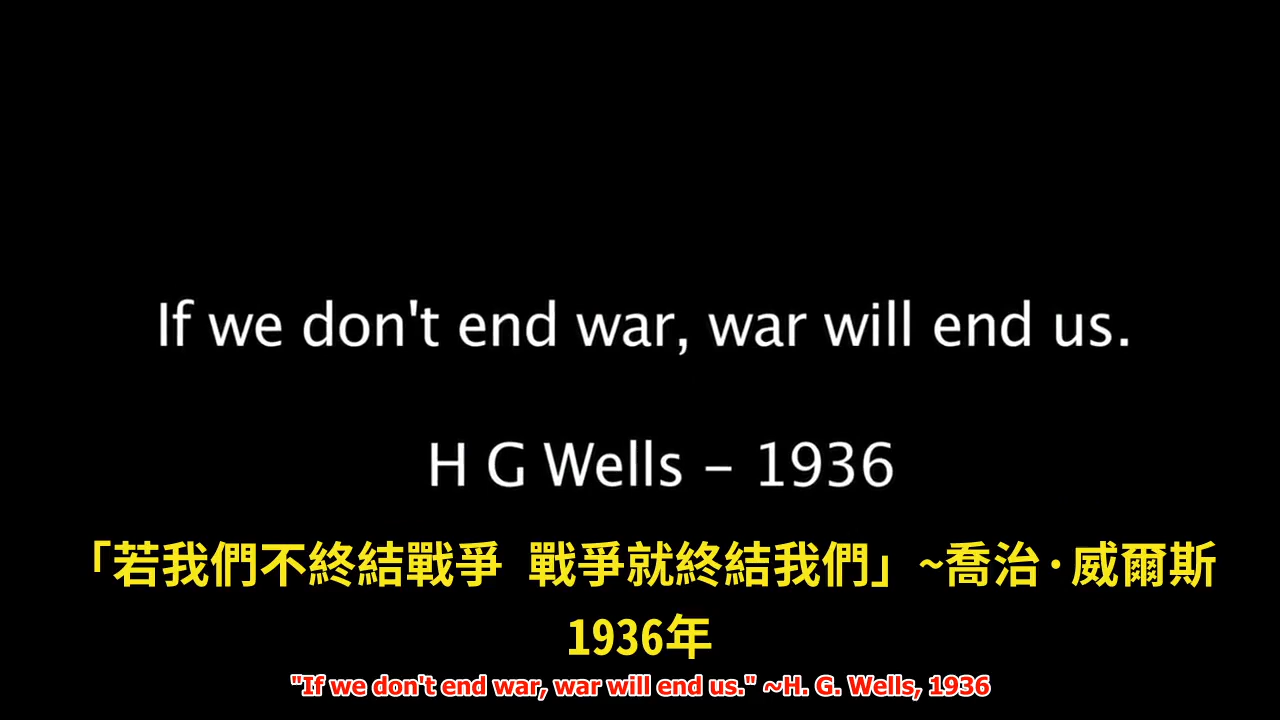 If we don't end war, war will end us.
H G Wells – 1936
「若我們不終結戰爭 戰爭就終結我們」~喬治·威爾斯
1936年
"If we don't end war, war will end us." ~H. G. Wells, 1936